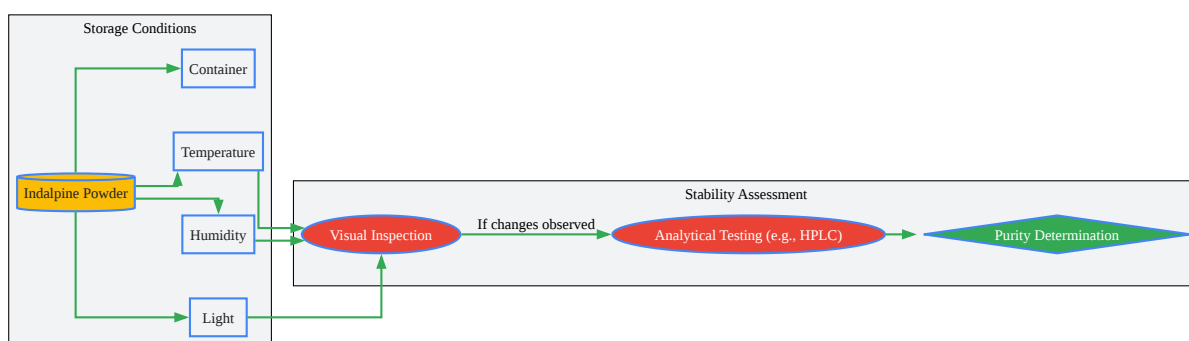 Storage Conditions
Container
Temperature
Indalpine Powder
Humidity
Light
Stability Assessment
Visual Inspection
If changes observed
Analytical Testing (e.g., HPLC)
Purity Determination